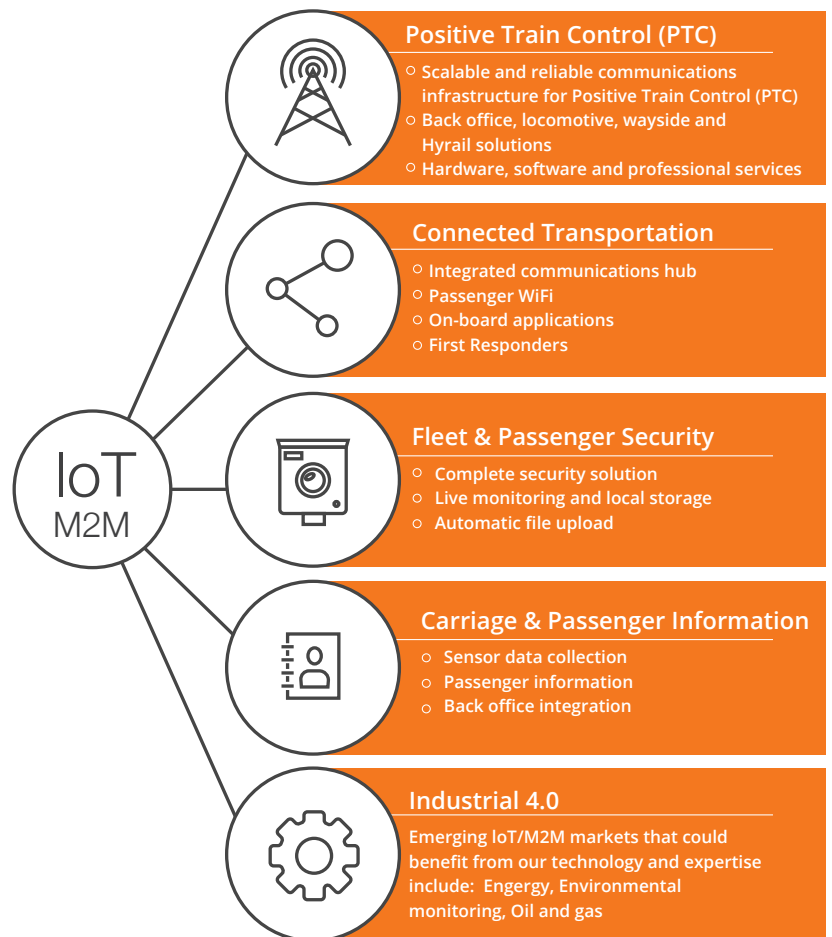 IoT
M2M
Positive Train Control (PTC)
Scalable and reliable communications
infrastructure for Positive Train Control (PTC)
Back office, locomotive, wayside and
Hyrail solutions
Hardware, software and professional services
Connected Transportation
Integrated communications hub
Passenger WiFi
On-board applications
First Responders
Fleet & Passenger Security
Complete security solution
Live monitoring and local storage
Automatic file upload
Carriage & Passenger Information
Sensor data collection
Passenger information
Back office integration
Industrial 4.0
Emerging IoT/M2M markets that could
benefit from our technology and expertise
include:  Engergy, Environmental
monitoring, Oil and gas